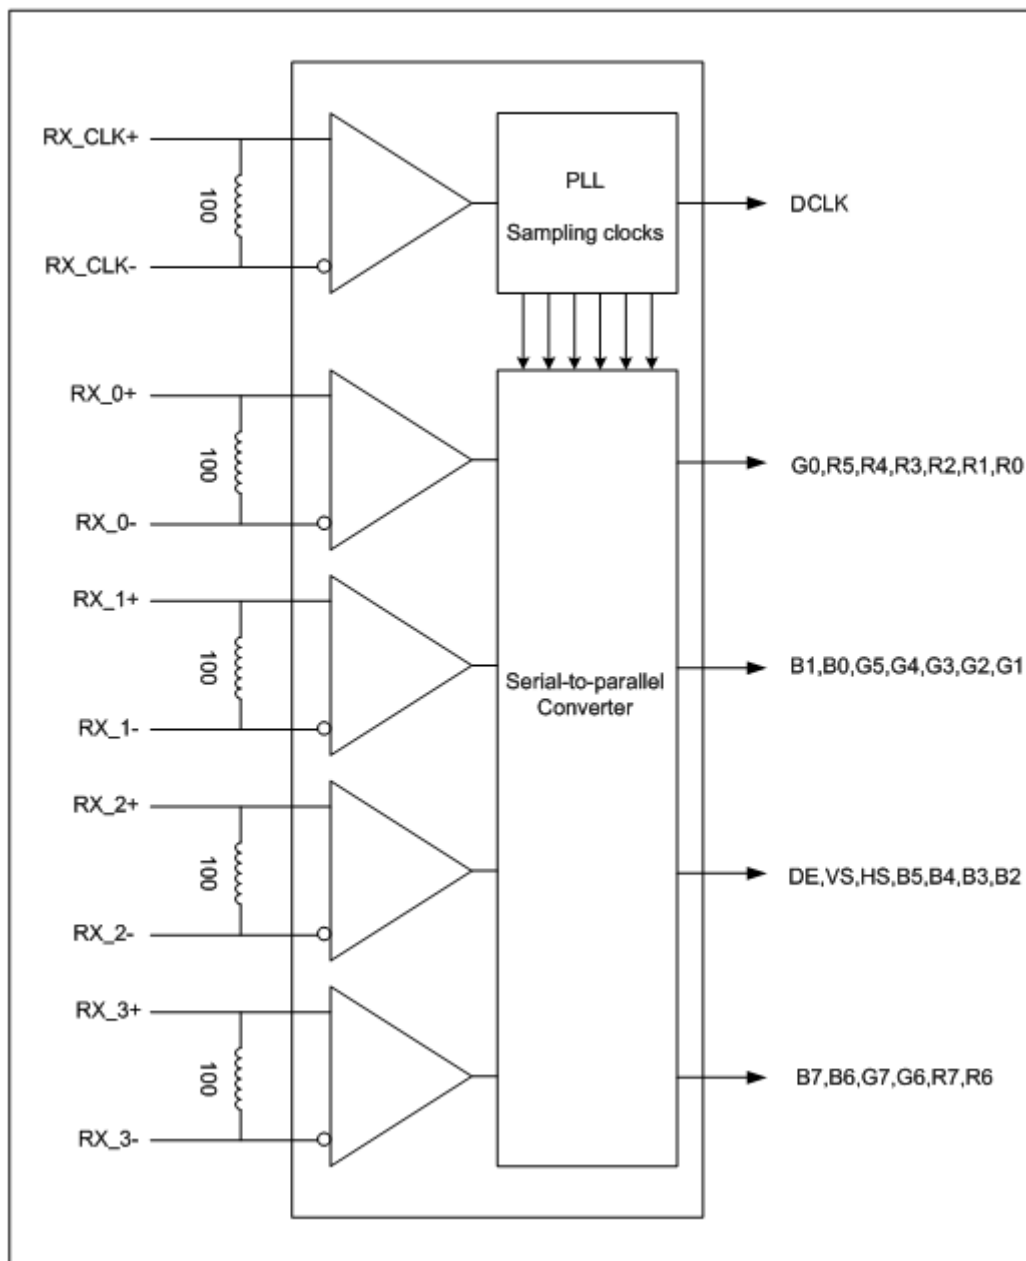 RX_CLK+
100
RX_CLK-
PLL
Sampling clocks
DCLK
RX_0+
100
RX_0-
G0,R5,R4,R3,R2,R1,R0
RX_1+
100
RX_1-
Serial-to-parallel
Converter
B1,B0,G5,G4,G3,G2,G1
RX_2+
100
RX_2-
DE,VS,HS,B5,B4,B3,B2
RX_3+
100
RX_3-
B7,B6,G7,G6,R7,R6